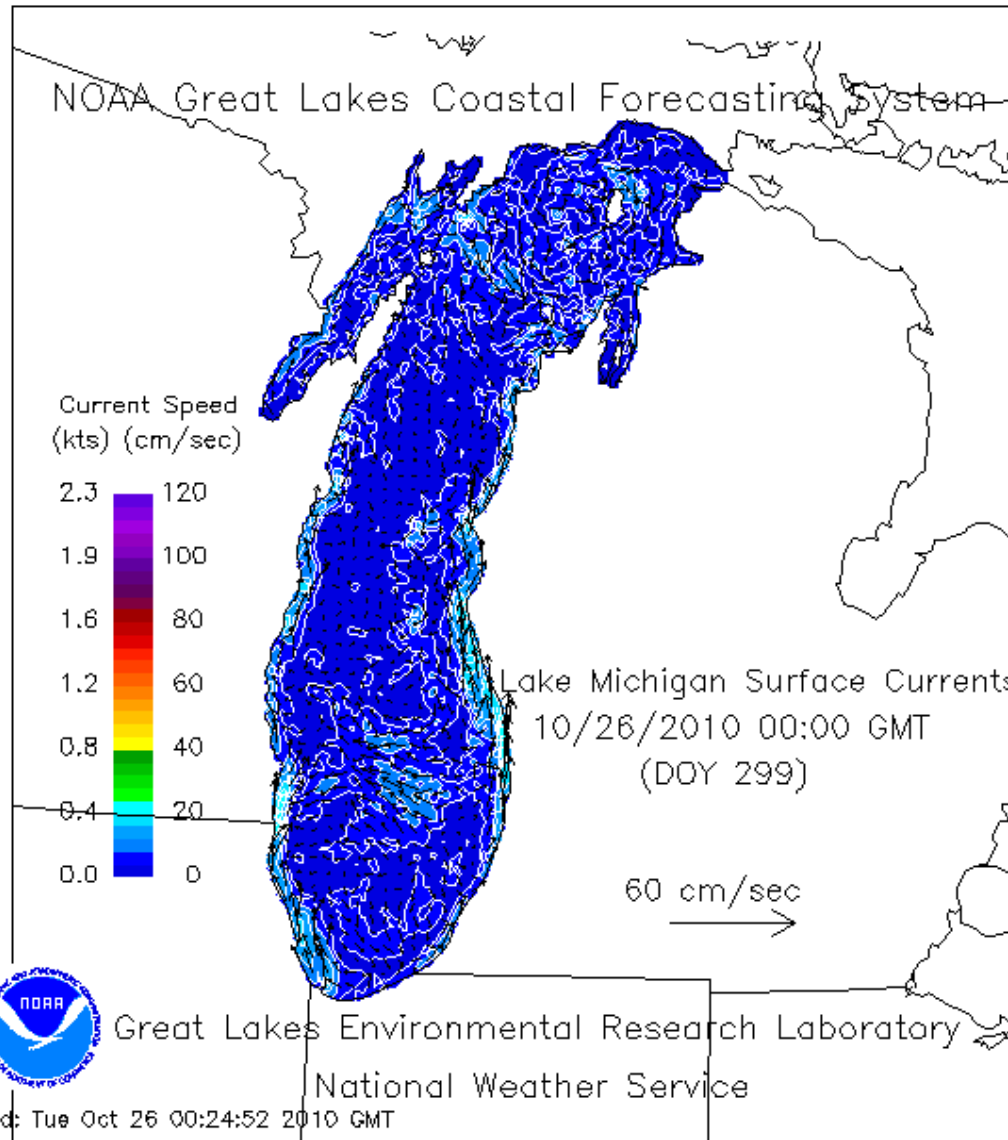 NOAA Great Lakes Coastal Forecasting System
Current Speed
(kts) (cm/sec)
2.3 120
1.9 100
1.6 80
1.2 60
0.8 40
0.4 20
0.0 0
Lake Michigan Surface Currents
10/26/2010 00:00 GMT
(DOY 299)
60 cm/sec
NOAA
Great Lakes Environmental Research Laboratory
National Weather Service
d: Tue Oct 26 00:24:52 2010 GMT